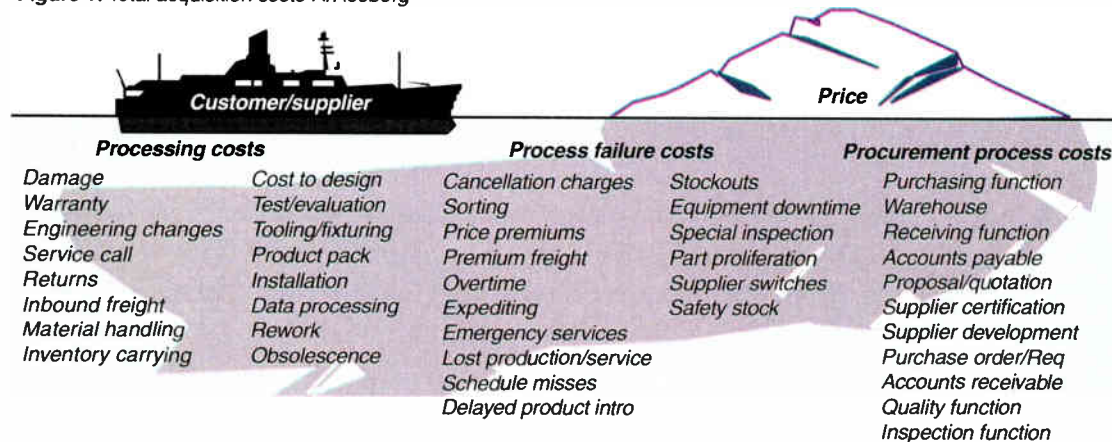 Customer/supplier
Price
Processing costs
Damage
Warranty
Engineering changes
Service call
Returns
Inbound freight
Material handling
Inventory carrying
Cost to design
Test/evaluation
Tooling/fixturing
Product pack
Installation
Data processing
Rework
Obsolescence
Process failure costs
Cancellation charges
Sorting
Price premiums
Premium freight
Overtime
Expediting
Emergency services
Lost production/service
Schedule misses
Delayed product intro
Stockouts
Equipment downtime
Special inspection
Part proliferation
Supplier switches
Safety stock
Procurement process costs
Purchasing function
Warehouse
Receiving function
Accounts payable
Proposal/quotation
Supplier certification
Supplier development
Purchase order/Req
Accounts receivable
Quality function
Inspection function